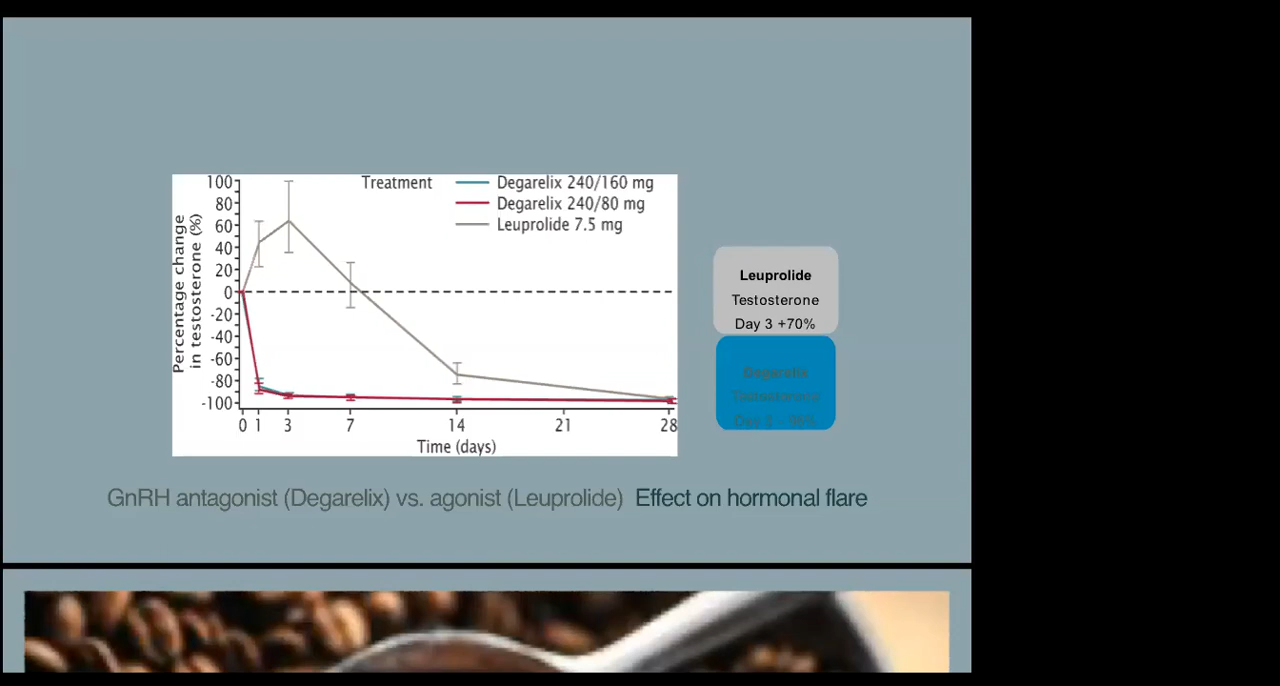 Treatment
Degarelix 240/160 mg
Degarelix 240/80 mg
Leuprolide 7.5 mg
Percentage change
in testosterone (%)
100
80
60
40
20
0
-20
-40
-60
-80
-100
0 1 3 7 14 21 28
Time (days)
Leuprolide
Testosterone
Day 3 +70%
Degarelix
Testosterone
GnRH antagonist (Degarelix) vs. agonist (Leuprolide) Effect on hormonal flare